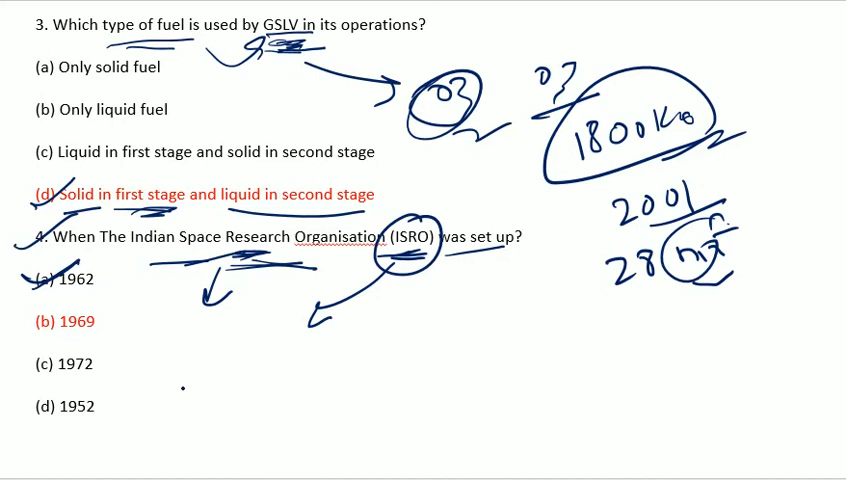 3. Which type of fuel is used by GSLV in its operations?
(a) Only solid fuel
(b) Only liquid fuel
(c) Liquid in first stage and solid in second stage
(d) Solid in first stage and liquid in second stage
4. When The Indian Space Research Organisation (ISRO) was set up?
(a) 1962
(b) 1969
(c) 1972
(d) 1952
03
03
1800 Kg
2001
28